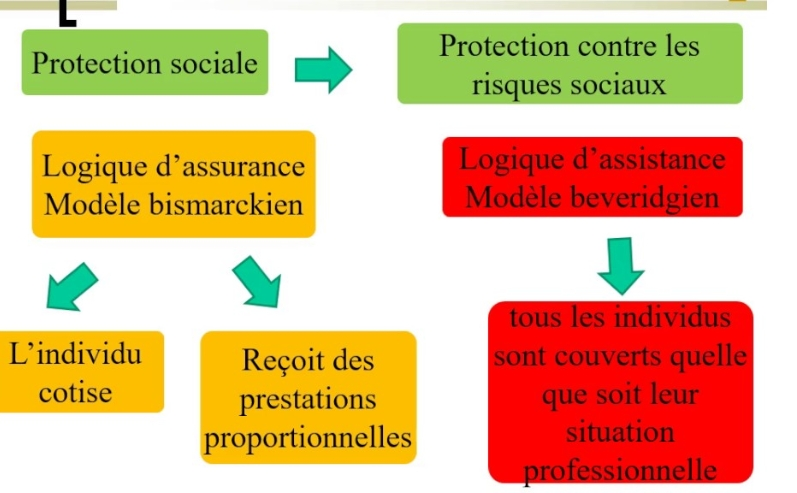 Protection sociale
Protection contre les
risques sociaux
Logique d'assurance
Modèle bismarckien
Logique d'assistance
Modèle beveridgien
L'individu
cotise
Reçoit des
prestations
proportionnelles
tous les individus
sont couverts quelle
que soit leur
situation
professionnelle